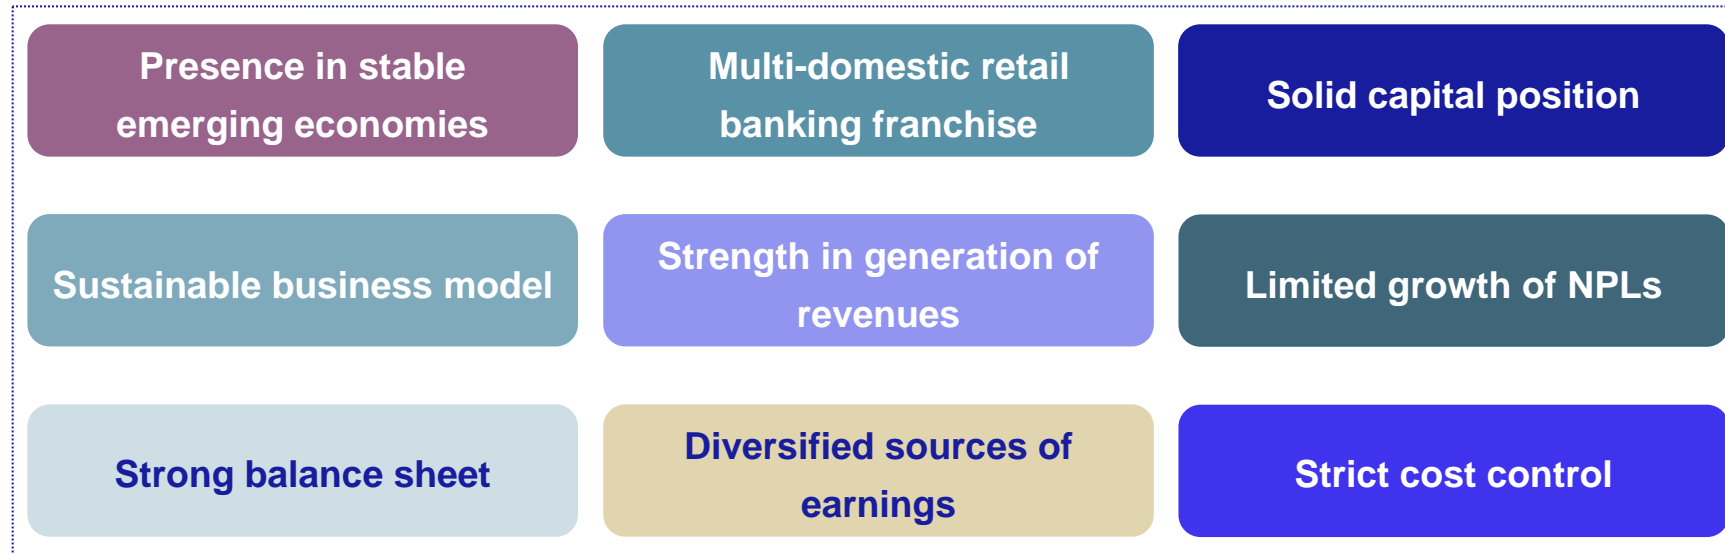 Presence in stable
emerging economies
Multi-domestic retail
banking franchise
Solid capital position
Sustainable business model
Strength in generation of
revenues
Limited growth of NPLs
Strong balance sheet
Diversified sources of
earnings
Strict cost control